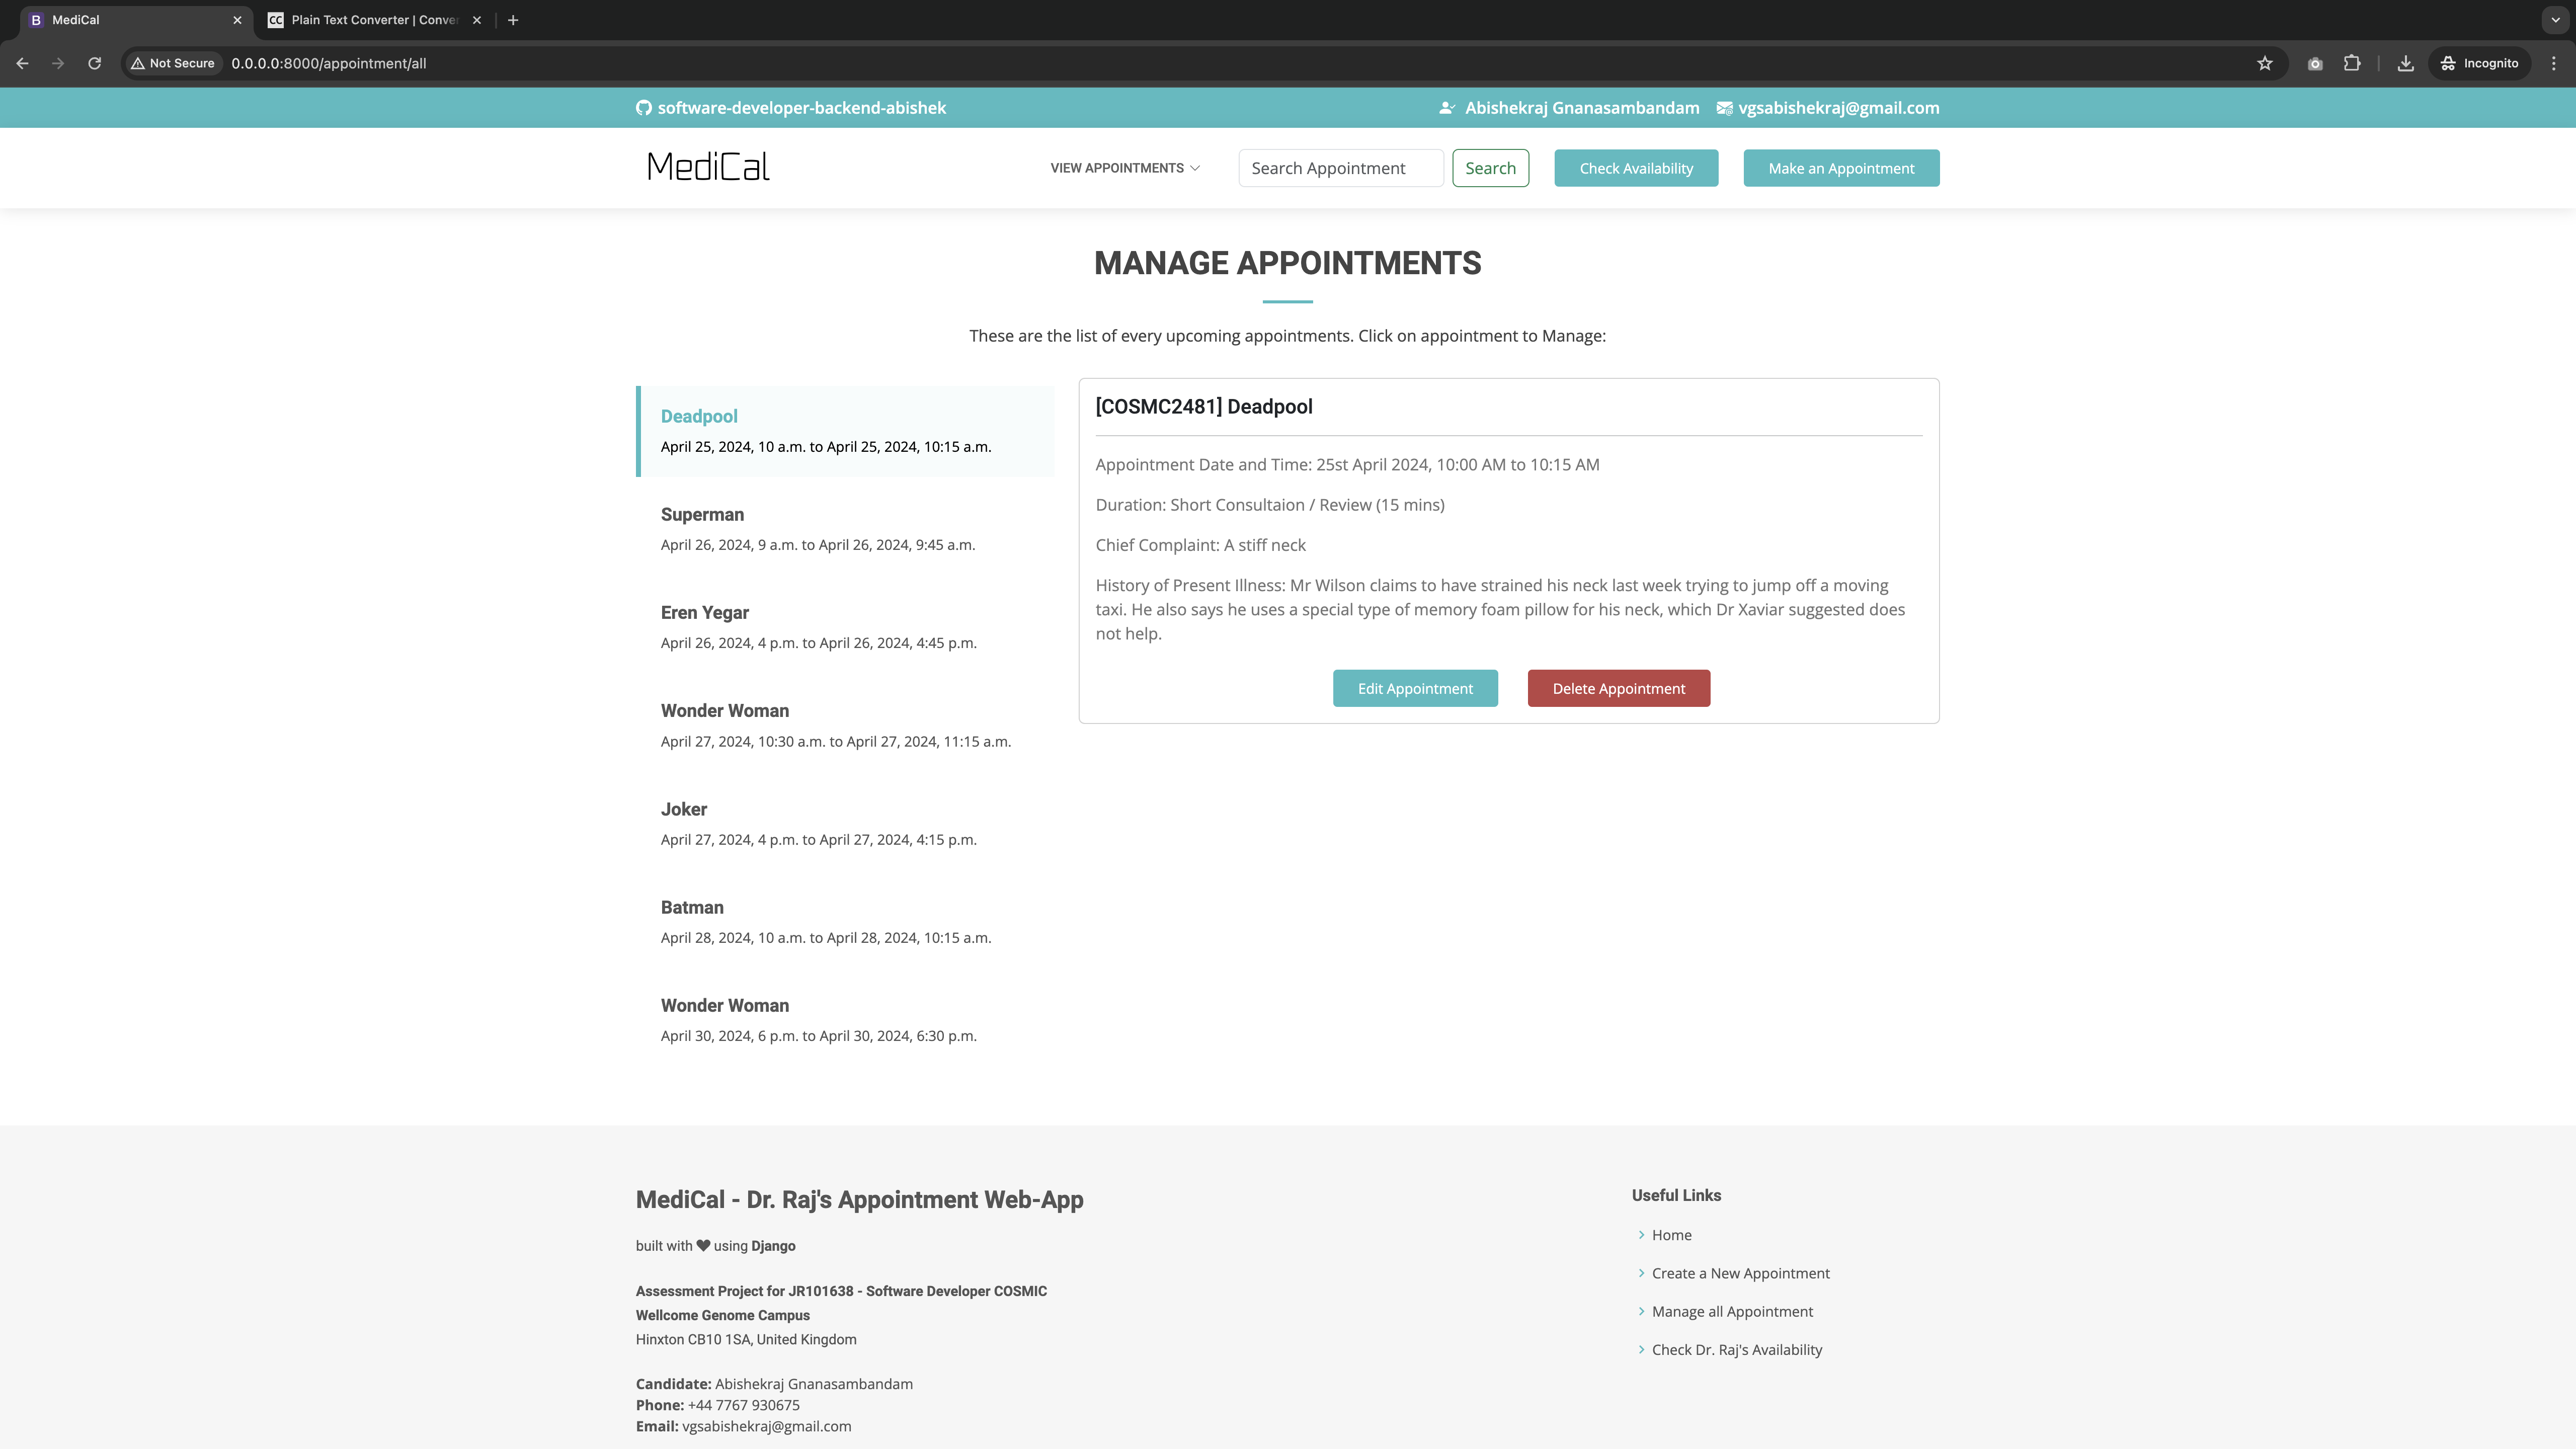 MediCal
Plain Text Converter | Conver
Not Secure
0.0.0.0:8000/appointment/all
Incognito
software-developer-backend-abishek
Abishekraj Gnanasambandam
vgsabishekraj@gmail.com
MediCal
VIEW APPOINTMENTS
Search Appointment
Search
Check Availability
Make an Appointment
MANAGE APPOINTMENTS
These are the list of every upcoming appointments. Click on appointment to Manage:
Deadpool
April 25, 2024, 10 a.m. to April 25, 2024, 10:15 a.m.
Superman
April 26, 2024, 9 a.m. to April 26, 2024, 9:45 a.m.
Eren Yegar
April 26, 2024, 4 p.m. to April 26, 2024, 4:45 p.m.
Wonder Woman
April 27, 2024, 10:30 a.m. to April 27, 2024, 11:15 a.m.
Joker
April 27, 2024, 4 p.m. to April 27, 2024, 4:15 p.m.
Batman
April 28, 2024, 10 a.m. to April 28, 2024, 10:15 a.m.
Wonder Woman
April 30, 2024, 6 p.m. to April 30, 2024, 6:30 p.m.
[COSMC2481] Deadpool
Appointment Date and Time: 25st April 2024, 10:00 AM to 10:15 AM
Duration: Short Consultaion / Review (15 mins)
Chief Complaint: A stiff neck
History of Present Illness: Mr Wilson claims to have strained his neck last week trying to jump off a moving
taxi. He also says he uses a special type of memory foam pillow for his neck, which Dr Xaviar suggested does
not help.
Edit Appointment
Delete Appointment
MediCal - Dr. Raj's Appointment Web-App
built with ♥ using Django
Assessment Project for JR101638 - Software Developer COSMIC
Wellcome Genome Campus
Hinxton CB10 1SA, United Kingdom
Candidate: Abishekraj Gnanasambandam
Phone: +44 7767 930675
Email: vgsabishekraj@gmail.com
Useful Links
Home
Create a New Appointment
Manage all Appointment
Check Dr. Raj's Availability